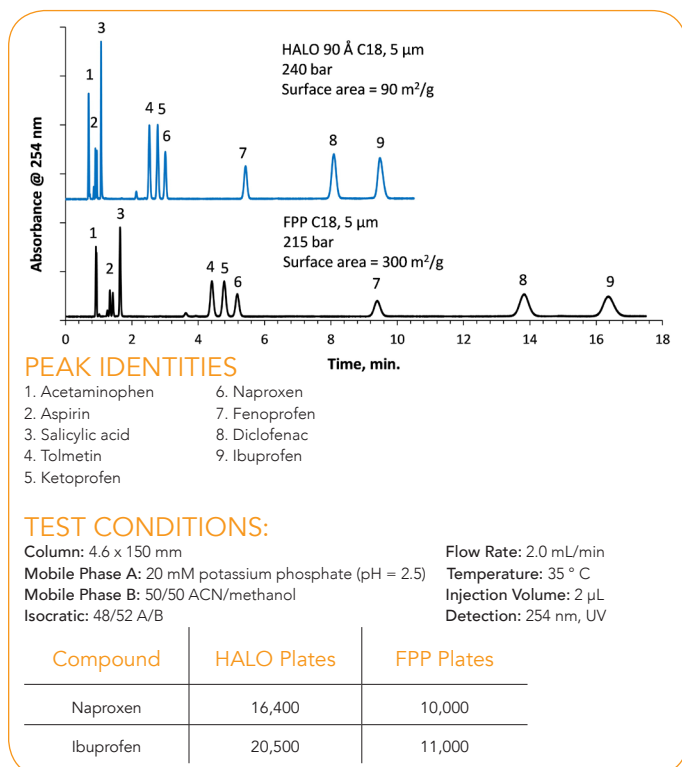 3
1
2
4 5
6
7
8
9
HALO 90 Å C18, 5 µm
240 bar
Surface area = 90 m²/g
Absorbance @ 254 nm
FPP C18, 5 µm
215 bar
Surface area = 300 m²/g
1
2
3
4 5
6
7
8
9
0 2 4 6 8 10 12 14 16 18
Time, min.
PEAK IDENTITIES
1. Acetaminophen
2. Aspirin
3. Salicylic acid
4. Tolmetin
5. Ketoprofen
6. Naproxen
7. Fenoprofen
8. Diclofenac
9. Ibuprofen
TEST CONDITIONS:
Column: 4.6 x 150 mm
Mobile Phase A: 20 mM potassium phosphate (pH = 2.5)
Mobile Phase B: 50/50 ACN/methanol
Isocratic: 48/52 A/B
Flow Rate: 2.0 mL/min
Temperature: 35 ° C
Injection Volume: 2 µL
Detection: 254 nm, UV
Compound HALO Plates FPP Plates
Naproxen 16,400 10,000
Ibuprofen 20,500 11,000